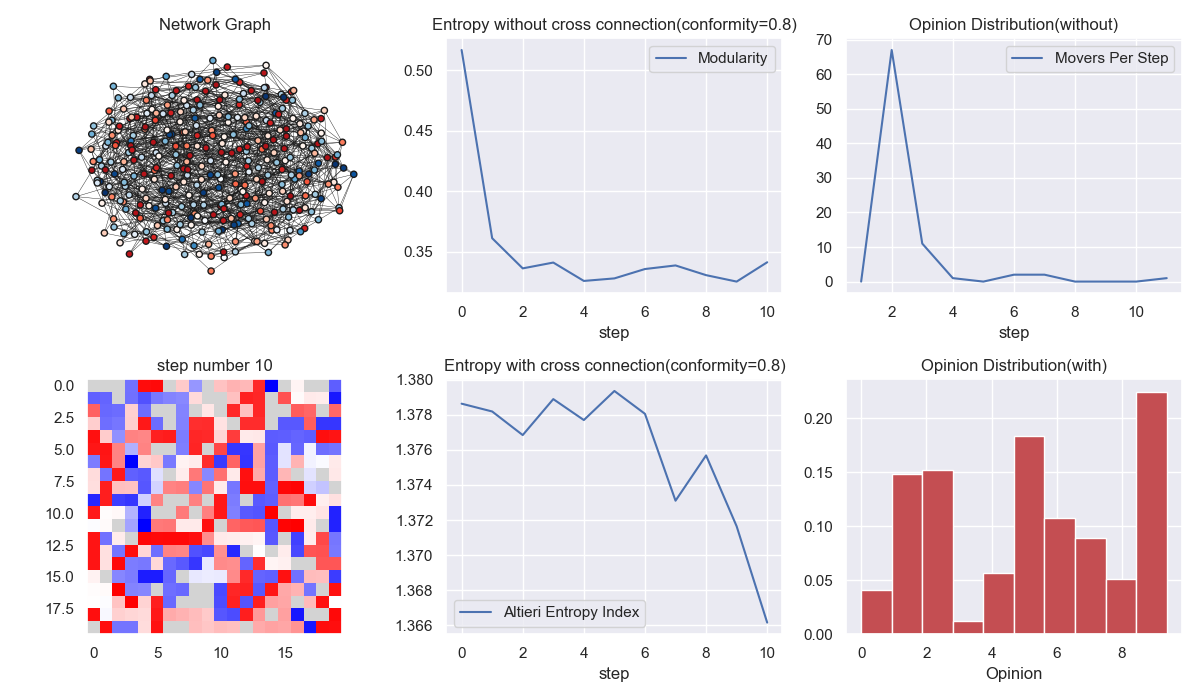 Network Graph
Entropy without cross connection(conformity=0.8)
Modularity
0.50
0.45
0.40
0.35
0 2 4 6 8 10
step
Opinion Distribution(without)
Movers Per Step
70
60
50
40
30
20
10
0
2 4 6 8 10
step
step number 10
0.0
2.5
5.0
7.5
10.0
12.5
15.0
17.5
0 5 10 15
Entropy with cross connection(conformity=0.8)
1.380
1.378
1.376
1.374
1.372
1.370
1.368
1.366
Altieri Entropy Index
0 2 4 6 8 10
step
Opinion Distribution(with)
0.20
0.15
0.10
0.05
0.00
0 2 4 6 8
Opinion